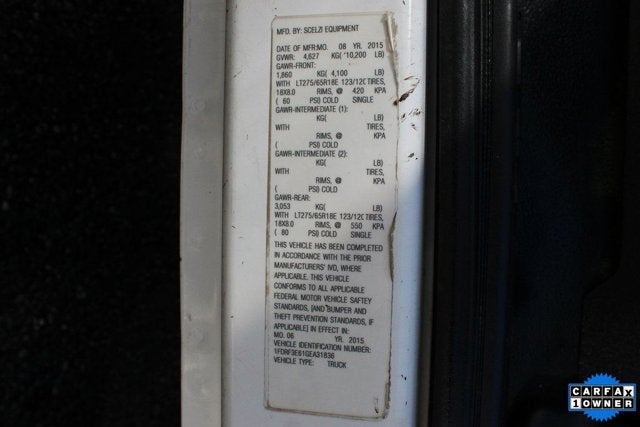 MFD. BY: SCELZI EQUIPMENT
DATE OF MFR:MO. 08 YR. 2015
GVWR: 4,627 KG( 10,200 LB)
GAWR-FRONT:
1,860 KG( 4,100 LB)
WITH LT275/65R18E 123/12(TIRES,
18X8.0 RIMS, @ 420 KPA
( 60 PSI) COLD SINGLE
GAWR-INTERMEDIATE (1):
KG( LB)
WITH TIRES,
RIMS, @ KPA
( PSI) COLD
GAWR-INTERMEDIATE (2):
KG( LB)
WITH TIRES,
RIMS, @ KPA
( PSI) COLD
GAWR-REAR:
3,053 KG( LB)
WITH LT275/65R18E 123/12(TIRES,
18X8.0 RIMS, @ 550 KPA
( 80 PSI) COLD SINGLE
THIS VEHICLE HAS BEEN COMPLETED
IN ACCORDANCE WITH THE PRIOR
MANUFACTURERS' IVD, WHERE
APPLICABLE. THIS VEHICLE
CONFORMS TO ALL APPLICABLE
FEDERAL MOTOR VEHICLE SAFTEY
STANDARDS, [AND BUMPER AND
THEFT PREVENTION STANDARDS, IF
APPLICABLE] IN EFFECT IN:
MO. 06 YR. 2015
VEHICLE IDENTIFICATION NUMBER:
1FDRF3E61GEA31836
VEHICLE TYPE: TRUCK
CARFAX
1 OWNER